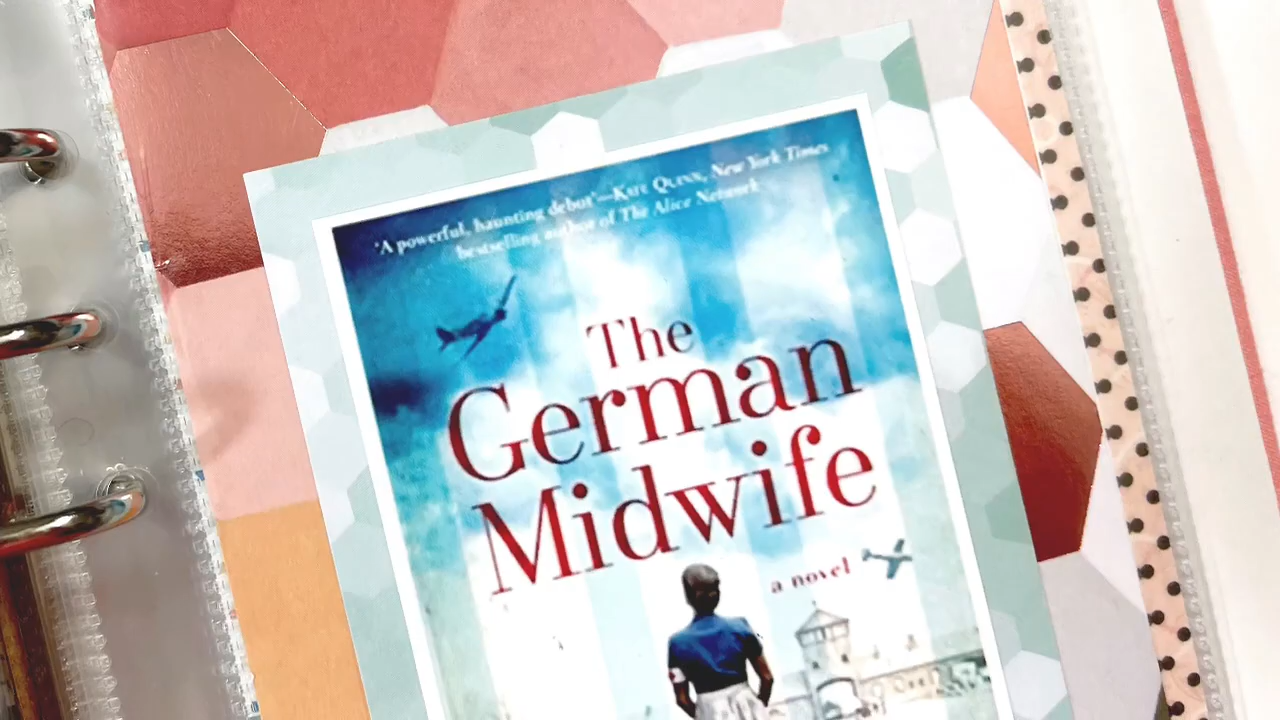 'A powerful, haunting debut'—KATE QUINN, New York Times
bestselling author of The Alice Network
The
German
Midwife
a novel